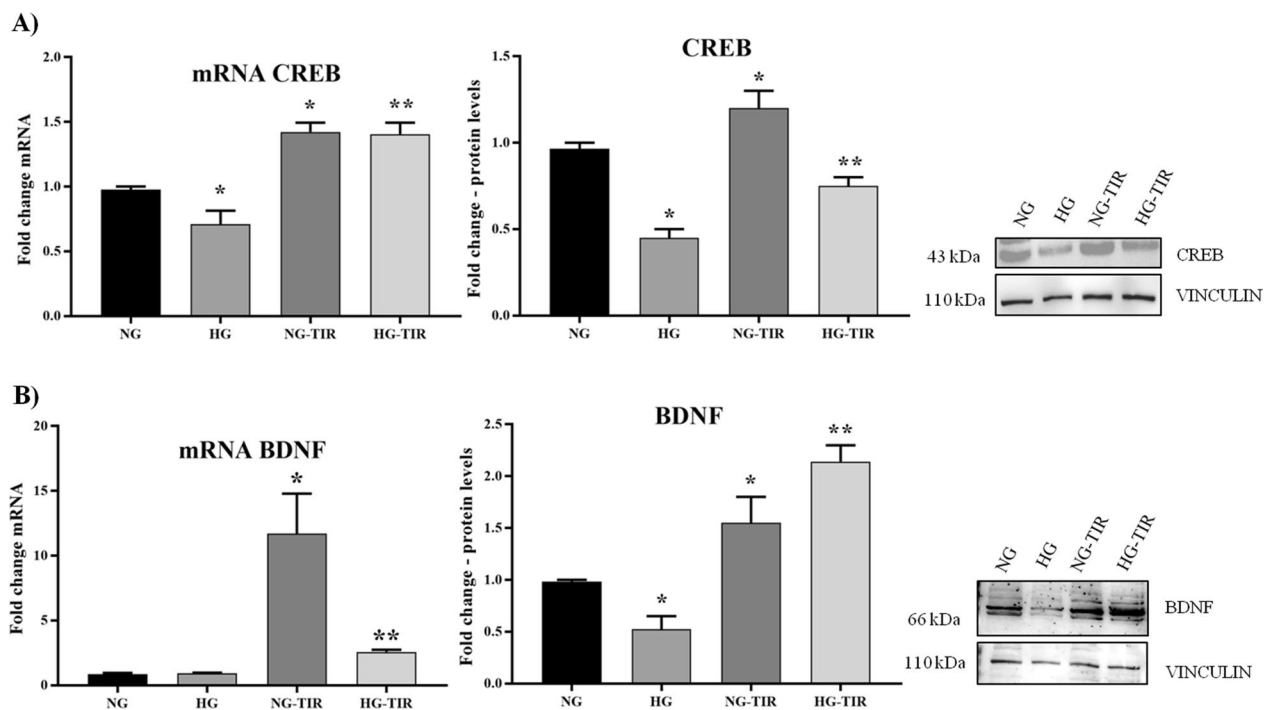 A)
mRNA CREB
Fold change mRNA
2.0
1.5
1.0
0.5
0.0
*
*
**
NG HG NG-TIR HG-TIR
CREB
Fold change - protein levels
1.5
1.0
0.5
0.0
*
*
**
NG HG NG-TIR HG-TIR
NG HG NG-TIR HG-TIR
43 kDa CREB
110 kDa VINCULIN
B)
mRNA BDNF
Fold change mRNA
20
15
10
5
0
*
**
NG HG NG-TIR HG-TIR
BDNF
Fold change - protein levels
2.5
2.0
1.5
1.0
0.5
0.0
*
*
**
NG HG NG-TIR HG-TIR
NG HG NG-TIR HG-TIR
66 kDa BDNF
110 kDa VINCULIN